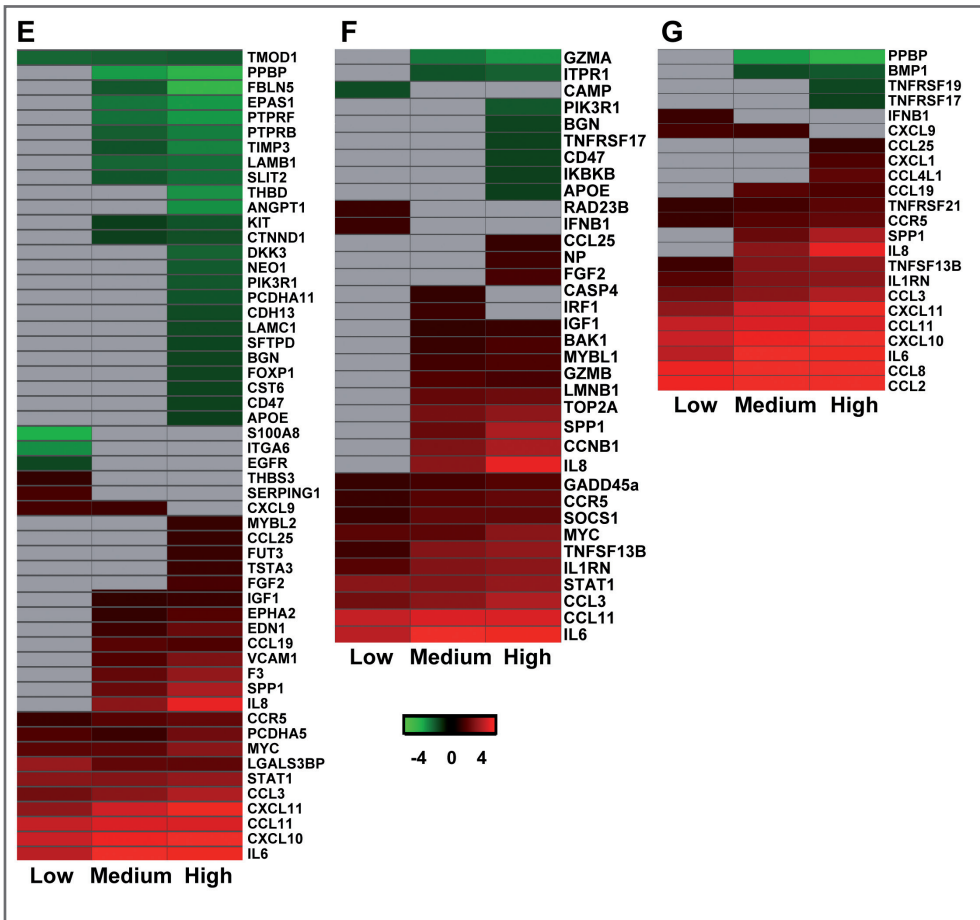 E
TMOD1
PPBP
FBLN5
EPAS1
PTPRF
PTPRB
TIMP3
LAMB1
SLIT2
THBD
ANGPT1
KIT
CTNND1
DKK3
NEO1
PIK3R1
PCDHA11
CDH13
LAMC1
SFTPD
BGN
FOXP1
CST6
CD47
APOE
S100A8
ITGA6
EGFR
THBS3
SERPING1
CXCL9
MYBL2
CCL25
FUT3
TSTA3
FGF2
IGF1
EPHA2
EDN1
CCL19
VCAM1
F3
SPP1
IL8
CCR5
PCDHA5
MYC
LGALS3BP
STAT1
CCL3
CXCL11
CCL11
CXCL10
IL6
Low Medium High
F
GZMA
ITPR1
CAMP
PIK3R1
BGN
TNFRSF17
CD47
IKBKB
APOE
RAD23B
IFNB1
CCL25
NP
FGF2
CASP4
IRF1
IGF1
BAK1
MYBL1
GZMB
LMNB1
TOP2A
SPP1
CCNB1
IL8
GADD45a
CCR5
SOCS1
MYC
TNFSF13B
IL1RN
STAT1
CCL3
CCL11
IL6
Low Medium High
G
PPBP
BMP1
TNFRSF19
TNFRSF17
IFNB1
CXCL9
CCL25
CXCL1
CCL4L1
CCL19
TNFRSF21
CCR5
SPP1
IL8
TNFSF13B
IL1RN
CCL3
CXCL11
CCL11
CXCL10
IL6
CCL8
CCL2
Low Medium High
-4 0 4